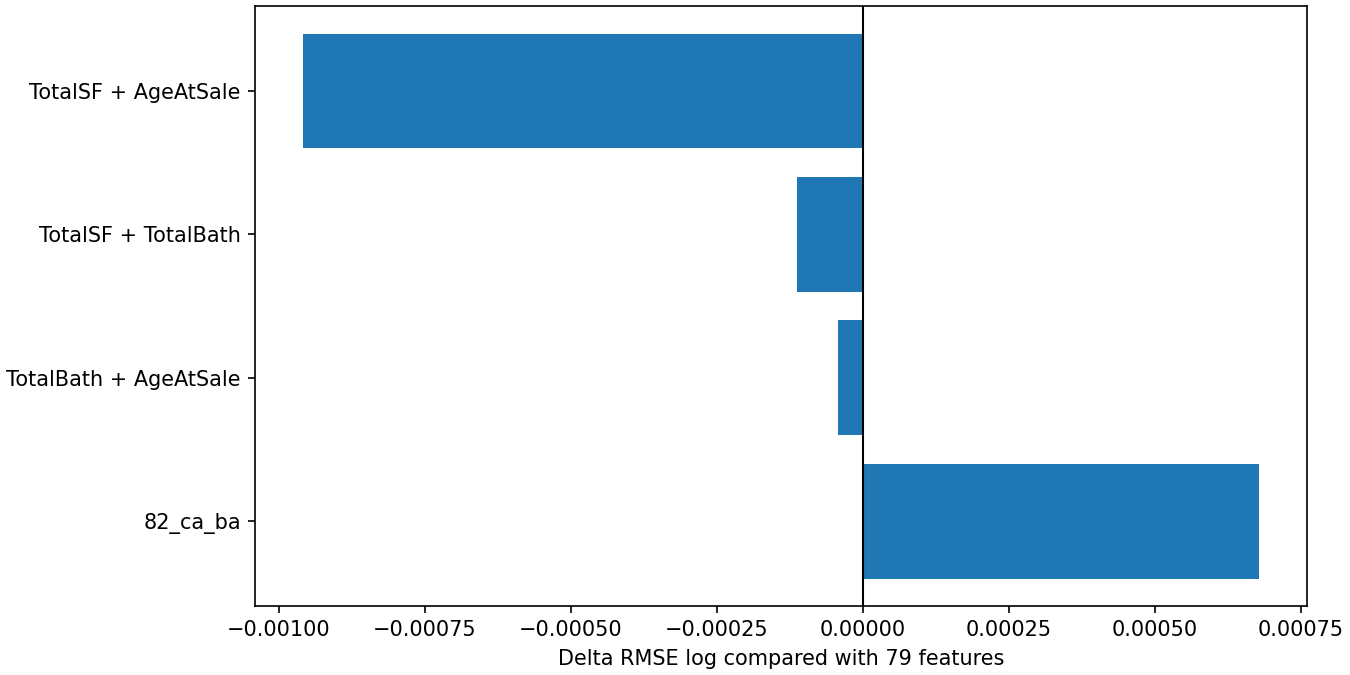 TotalSF + AgeAtSale
TotalSF + TotalBath
TotalBath + AgeAtSale
82_ca_ba
−0.00100 −0.00075 −0.00050 −0.00025 0.00000 0.00025 0.00050 0.00075
Delta RMSE log compared with 79 features